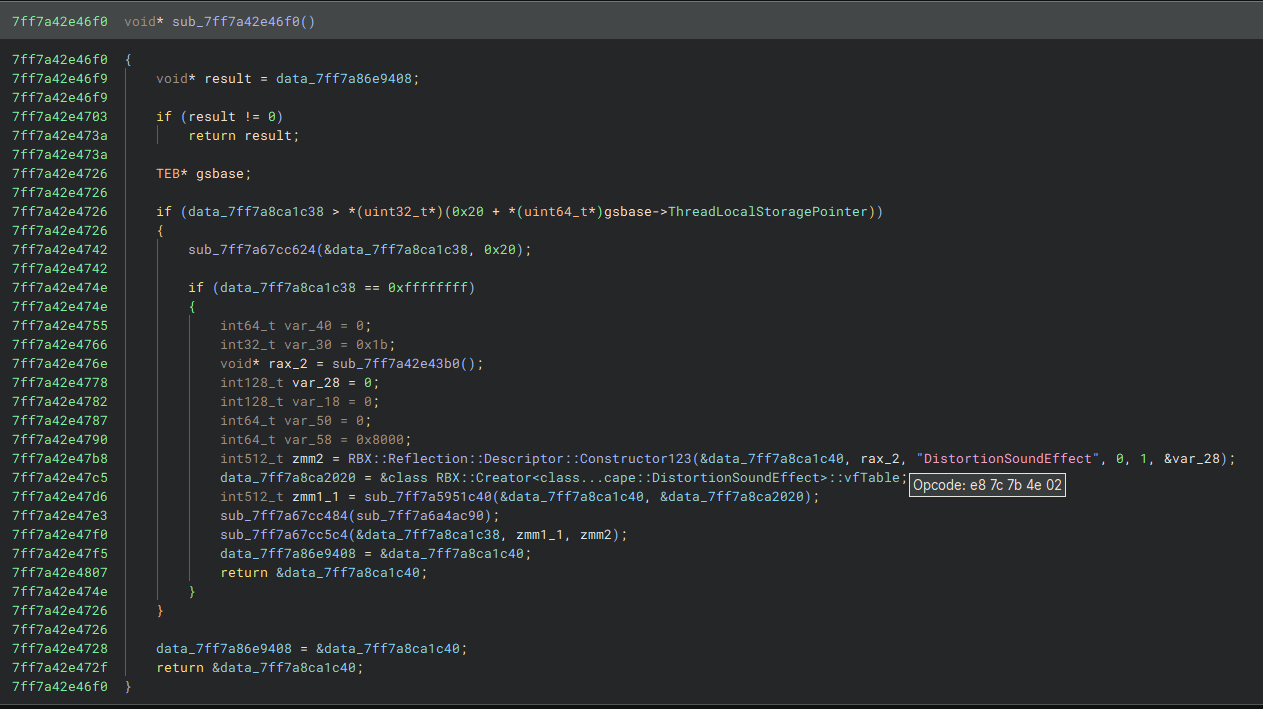 7ff7a42e46f0 void* sub_7ff7a42e46f0()
7ff7a42e46f0 {
7ff7a42e46f9 void* result = data_7ff7a86e9408;
7ff7a42e46f9
7ff7a42e4703 if (result != 0)
7ff7a42e473a return result;
7ff7a42e473a
7ff7a42e4726 TEB* gsbase;
7ff7a42e4726
7ff7a42e4726 if (data_7ff7a8ca1c38 > *(uint32_t*)(0x20 + *(uint64_t*)gsbase->ThreadLocalStoragePointer))
7ff7a42e4726 {
7ff7a42e4742 sub_7ff7a67cc624(&data_7ff7a8ca1c38, 0x20);
7ff7a42e4742
7ff7a42e474e if (data_7ff7a8ca1c38 == 0xffffffff)
7ff7a42e474e {
7ff7a42e4755 int64_t var_40 = 0;
7ff7a42e4766 int32_t var_30 = 0x1b;
7ff7a42e476e void* rax_2 = sub_7ff7a42e43b0();
7ff7a42e4778 int128_t var_28 = 0;
7ff7a42e4782 int128_t var_18 = 0;
7ff7a42e4787 int64_t var_50 = 0;
7ff7a42e4790 int64_t var_58 = 0x8000;
7ff7a42e47b8 int512_t zmm2 = RBX::Reflection::Descriptor::Constructor123(&data_7ff7a8ca1c40, rax_2, "DistortionSoundEffect", 0, 1, &var_28);
7ff7a42e47c5 data_7ff7a8ca2020 = &class RBX::Creator<class...cape::DistortionSoundEffect>::vfTable;
Opcode: e8 7c 7b 4e 02
7ff7a42e47d6 int512_t zmm1_1 = sub_7ff7a5951c40(&data_7ff7a8ca1c40, &data_7ff7a8ca2020);
7ff7a42e47e3 sub_7ff7a67cc484(sub_7ff7a6a4ac90);
7ff7a42e47f0 sub_7ff7a67cc5c4(&data_7ff7a8ca1c38, zmm1_1, zmm2);
7ff7a42e47f5 data_7ff7a86e9408 = &data_7ff7a8ca1c40;
7ff7a42e4807 return &data_7ff7a8ca1c40;
7ff7a42e474e }
7ff7a42e4726 }
7ff7a42e4726
7ff7a42e4728 data_7ff7a86e9408 = &data_7ff7a8ca1c40;
7ff7a42e472f return &data_7ff7a8ca1c40;
7ff7a42e46f0 }